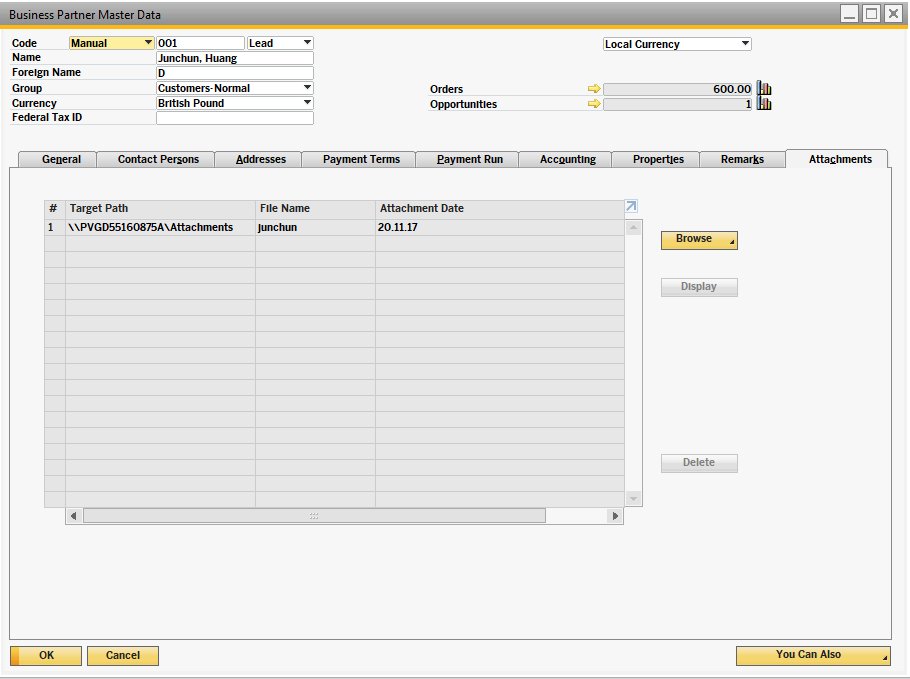 Business Partner Master Data
Code Manual 001 Lead Local Currency
Name Junchun, Huang
Foreign Name D
Group Customers-Normal Orders 600.00
Currency British Pound Opportunities 1
Federal Tax ID
General Contact Persons Addresses Payment Terms Payment Run Accounting Properties Remarks Attachments
# Target Path File Name Attachment Date
1 \\PVGD55160875A\Attachments junchun 20.11.17
Browse
Display
Delete
OK Cancel You Can Also